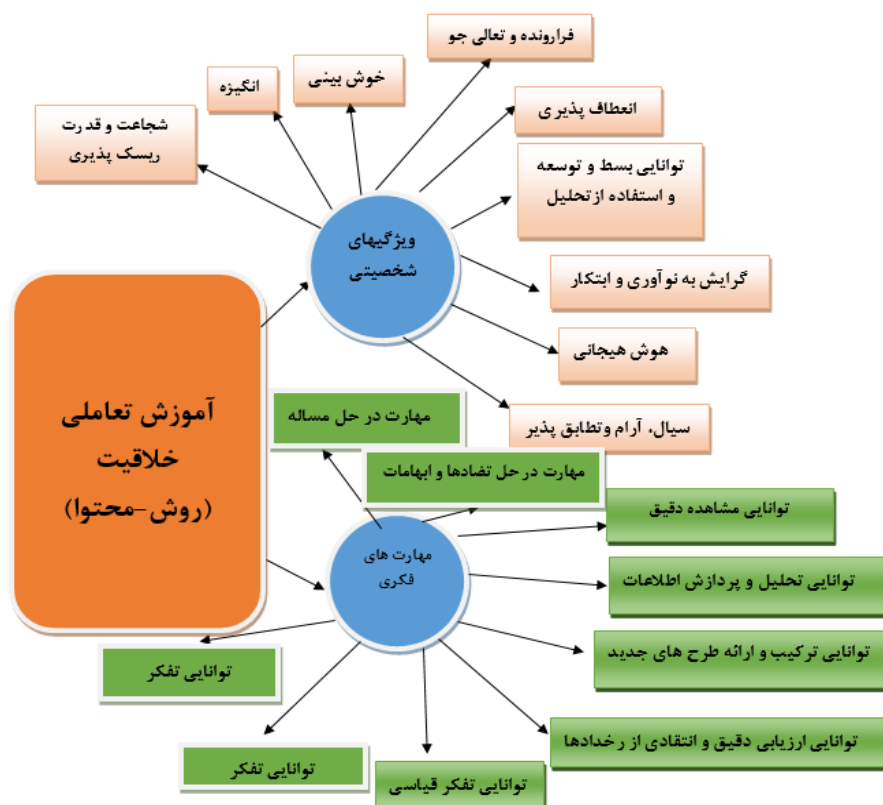 فرارونده و تعالی جو
خوش بینی
انگیزه
شجاعت و قدرت
ریسک پذیری
انعطاف پذیری
توانایی بسط و توسعه
و استفاده از تحلیل
ویژگیهای
شخصیتی
گرایش به نوآوری و ابتکار
هوش هیجانی
سیال، آرام وتطابق پذیر
آموزش تعاملی
خلاقیت
(روش-محتوا)
مهارت در حل مساله
مهارت در حل تضادها و ابهامات
توانایی مشاهده دقیق
مهارت های
فکری
توانایی تحلیل و پردازش اطلاعات
توانایی ترکیب و ارائه طرح های جدید
توانایی تفکر
توانایی ارزیابی دقیق و انتقادی از رخدادها
توانایی تفکر
توانایی تفکر قیاسی